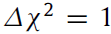 Δχ² = 1